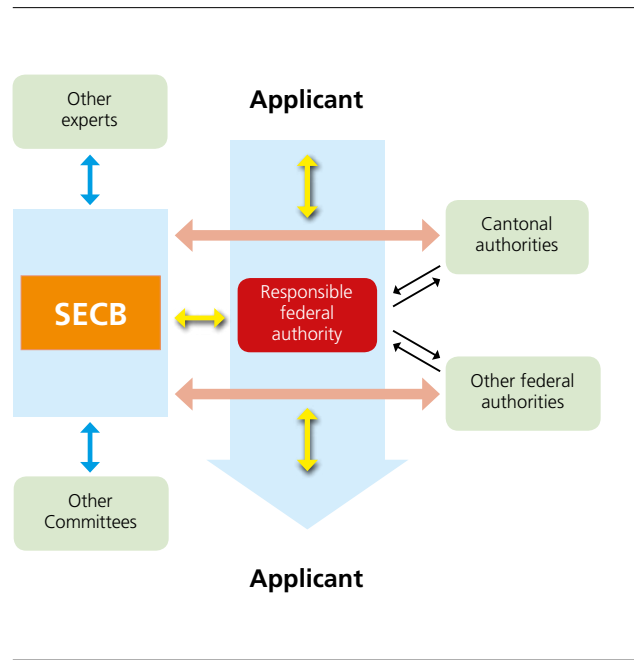 Other
experts
Applicant
Cantonal
authorities
SECB
Responsible
federal
authority
Other federal
authorities
Other
Committees
Applicant